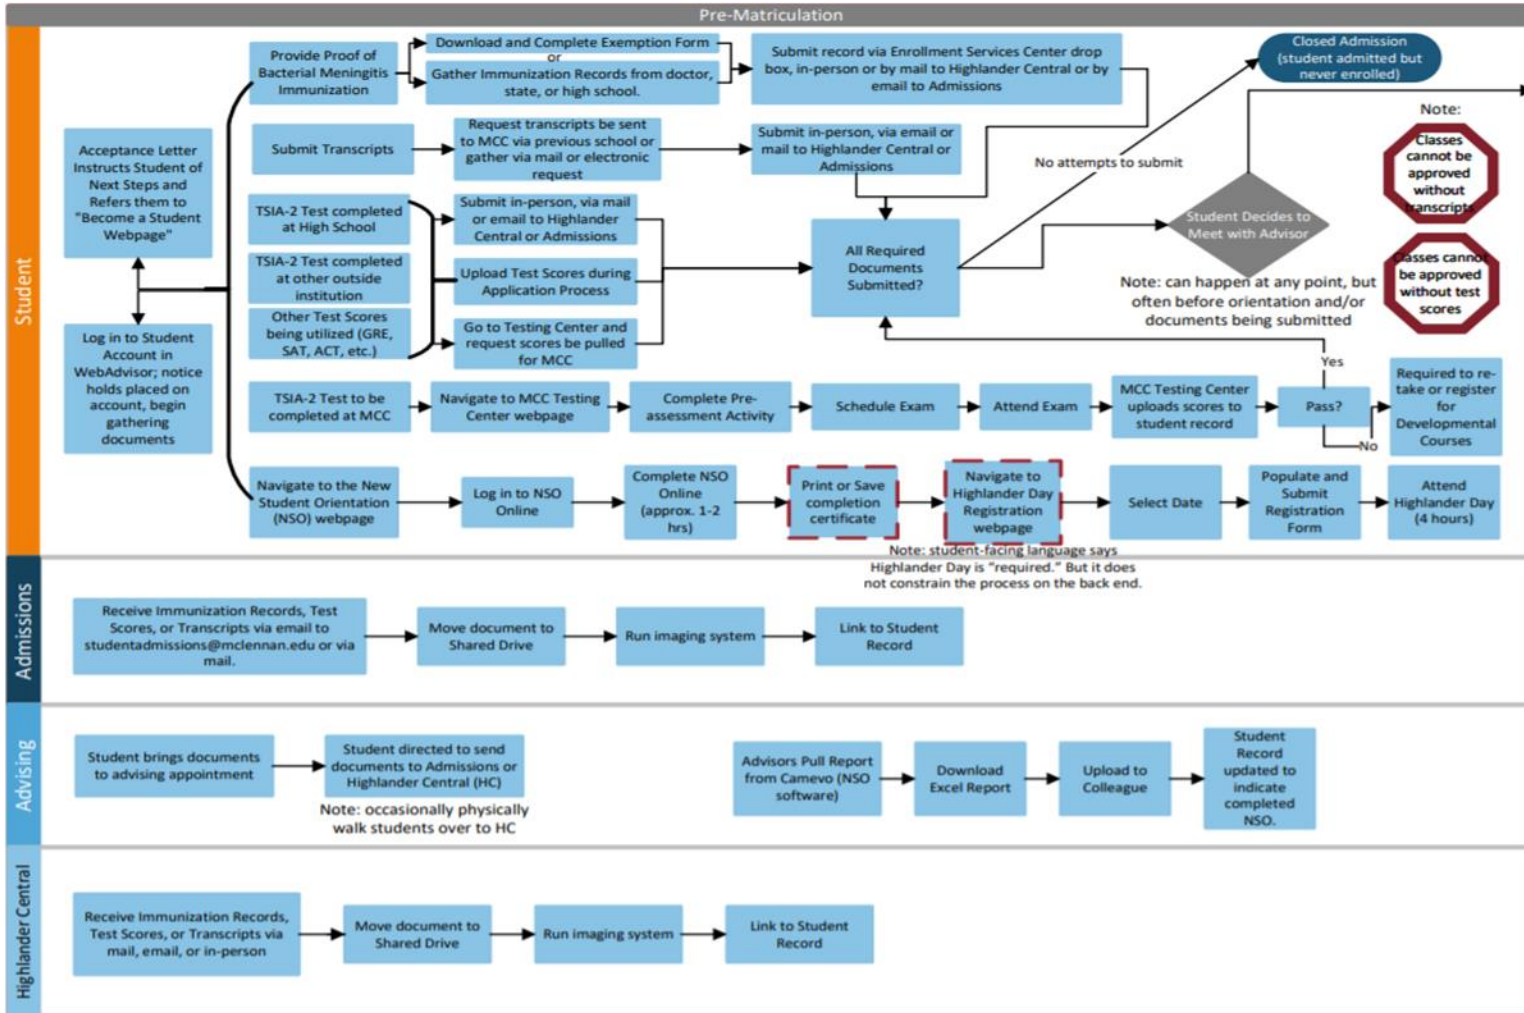 Pre-Matriculation
Student
Provide Proof of
Bacterial Meningitis
Immunization
Download and Complete Exemption Form
or
Gather Immunization Records from doctor,
state, or high school.
Submit record via Enrollment Services Center drop
box, in-person or by mail to Highlander Central or by
email to Admissions
Closed Admission
(student admitted but
never enrolled)
Note:
Classes
cannot be
approved
without
transcripts
Classes cannot
be approved
without test
scores
Acceptance Letter
Instructs Student of
Next Steps and
Refers them to
"Become a Student
Webpage"
Submit Transcripts
Request transcripts be sent
to MCC via previous school or
gather via mail or electronic
request
Submit in-person, via email or
mail to Highlander Central or
Admissions
No attempts to submit
TSIA-2 Test completed
at High School
Submit in-person, via mail
or email to Highlander
Central or Admissions
TSIA-2 Test completed
at other outside
institution
Upload Test Scores during
Application Process
Other Test Scores
being utilized (GRE,
SAT, ACT, etc.)
Go to Testing Center and
request scores be pulled
for MCC
All Required
Documents
Submitted?
Student Decides to
Meet with Advisor
Note: can happen at any point, but
often before orientation and/or
documents being submitted
Log in to Student
Account in
WebAdvisor; notice
holds placed on
account, begin
gathering
documents
TSIA-2 Test to be
completed at MCC
Navigate to MCC Testing
Center webpage
Complete Pre-
assessment Activity
Schedule Exam
Attend Exam
MCC Testing Center
uploads scores to
student record
Pass?
Yes
No
Required to re-
take or register
for
Developmental
Courses
Navigate to the New
Student Orientation
(NSO) webpage
Log in to NSO
Online
Complete NSO
Online
(approx. 1-2
hrs)
Print or Save
completion
certificate
Navigate to
Highlander Day
Registration
webpage
Select Date
Populate and
Submit
Registration
Form
Attend
Highlander Day
(4 hours)
Note: student-facing language says
Highlander Day is "required." But it does
not constrain the process on the back end.
Admissions
Receive Immunization Records, Test
Scores, or Transcripts via email to
studentadmissions@mclennan.edu or via
mail.
Move document to
Shared Drive
Run imaging system
Link to Student
Record
Advising
Student brings documents
to advising appointment
Student directed to send
documents to Admissions or
Highlander Central (HC)
Note: occasionally physically
walk students over to HC
Advisors Pull Report
from Camevo (NSO
software)
Download
Excel Report
Upload to
Colleague
Student
Record
updated to
indicate
completed
NSO.
Highlander Central
Receive Immunization Records,
Test Scores, or Transcripts via
mail, email, or in-person
Move document to
Shared Drive
Run imaging system
Link to Student
Record